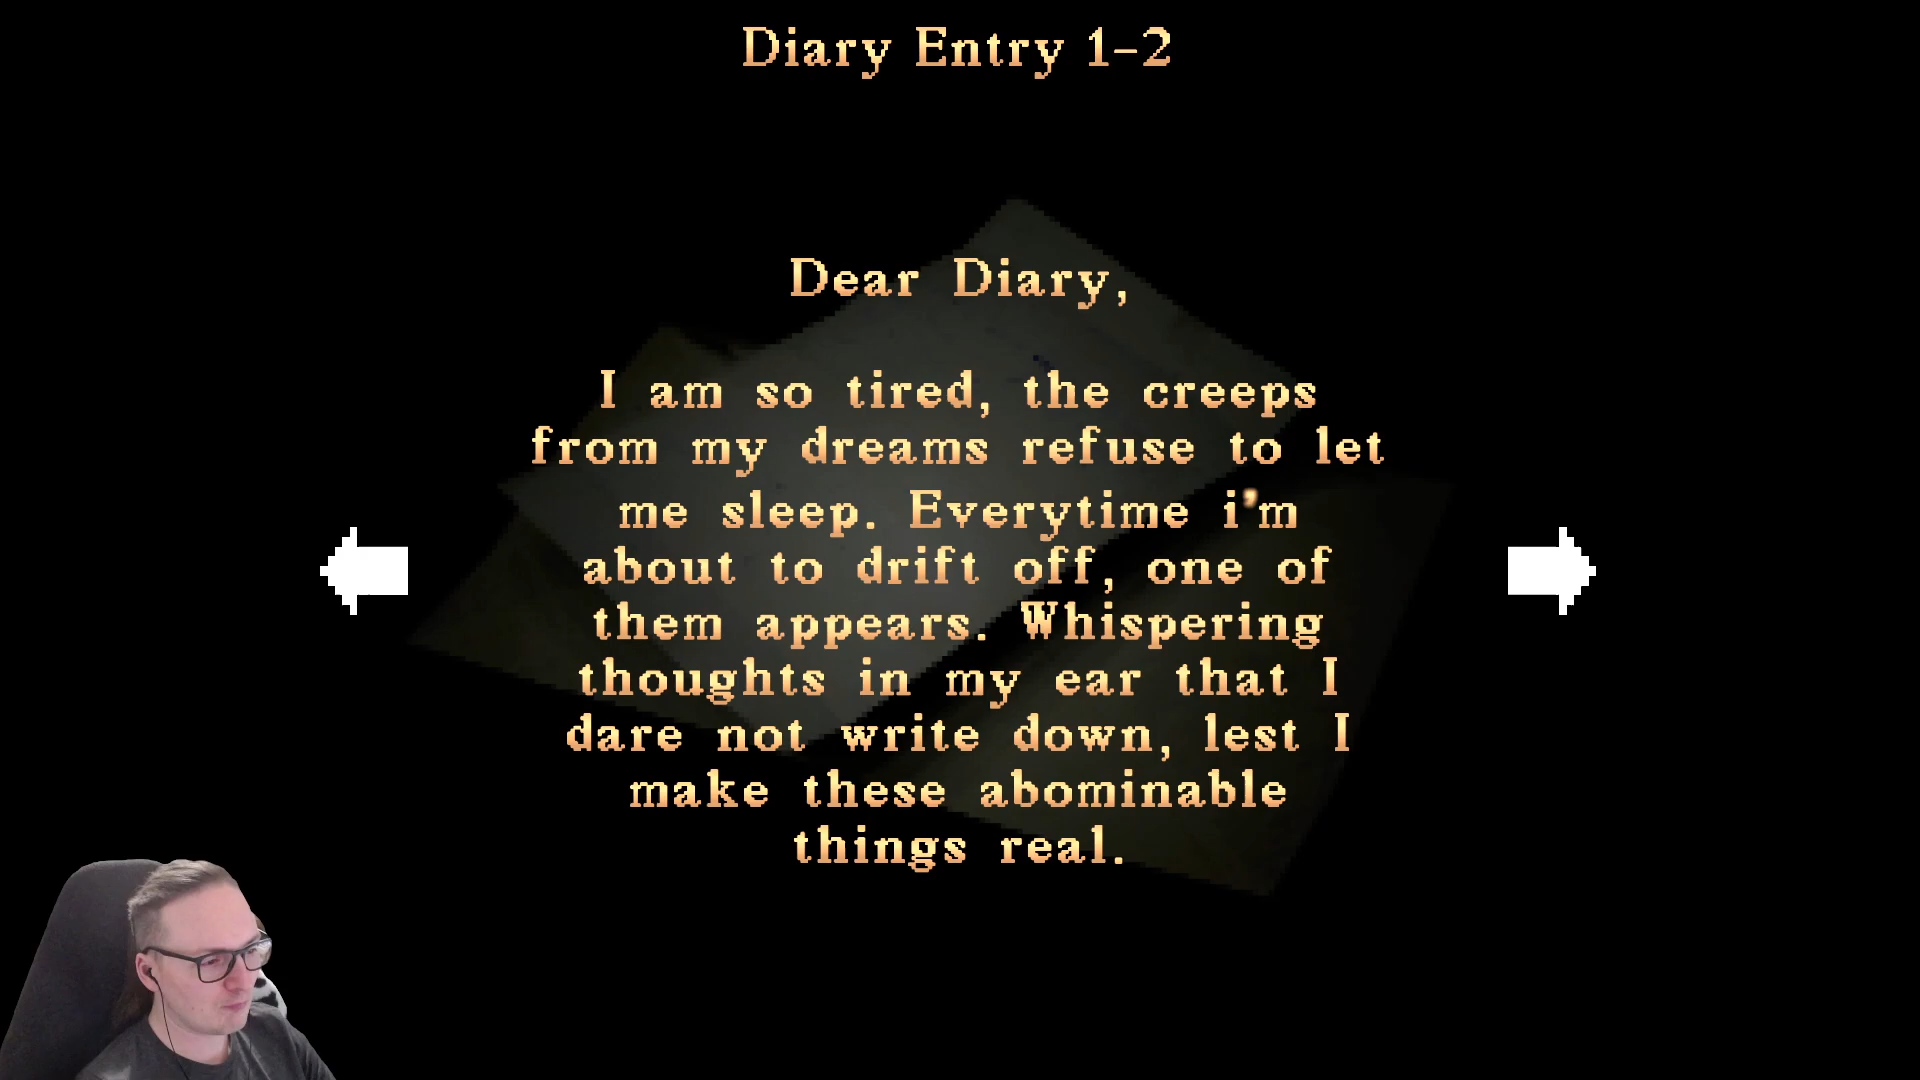 Diary Entry 1-2
Dear Diary,
I am so tired, the creeps
from my dreams refuse to let
me sleep. Everytime i'm
about to drift off, one of
them appears. Whispering
thoughts in my ear that I
dare not write down, lest I
make these abominable
things real.